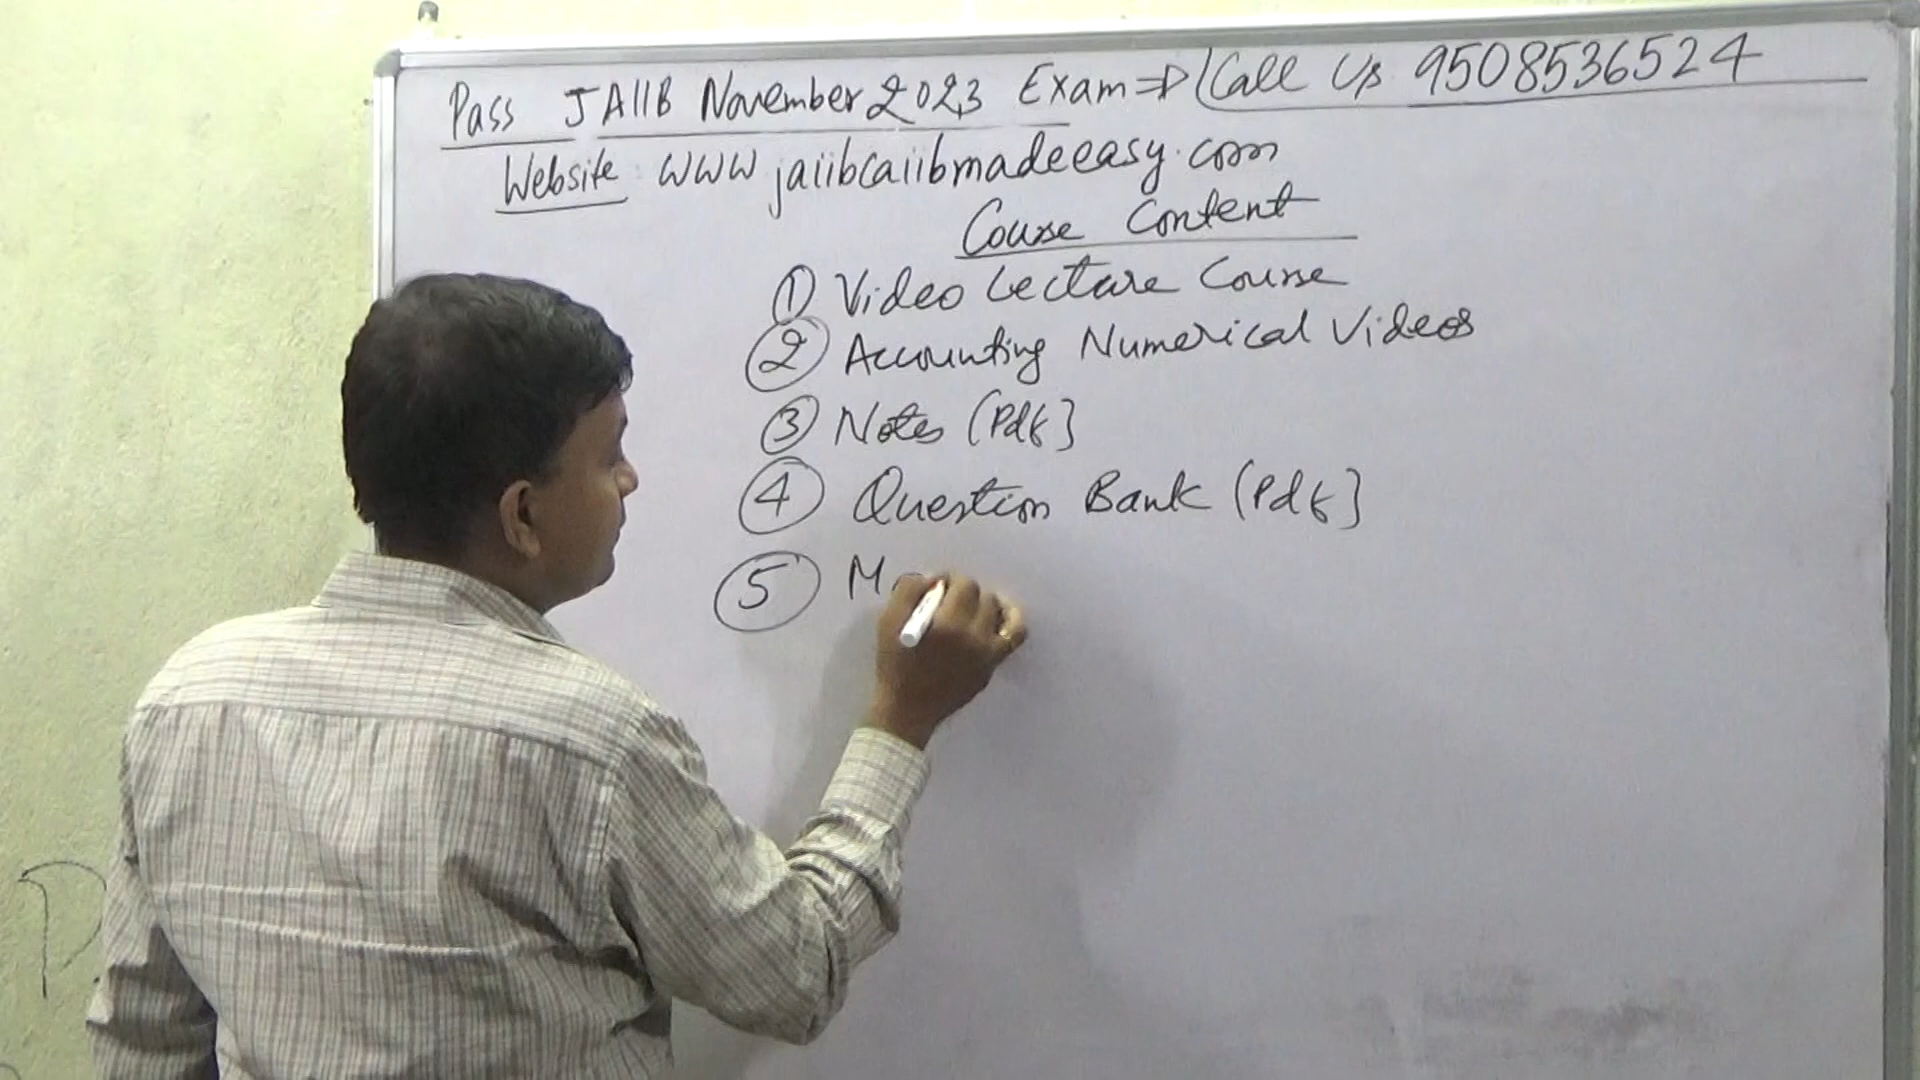 Pass JAIIB November 2023 Exam ⇒ Call Us 9508536524
Website: www.jaiibcaiibmadeeasy.com
Course Content
① Video Lecture Course
② Accounting Numerical Videos
③ Notes (Pdf]
④ Question Bank (Pdf]
⑤ M
P